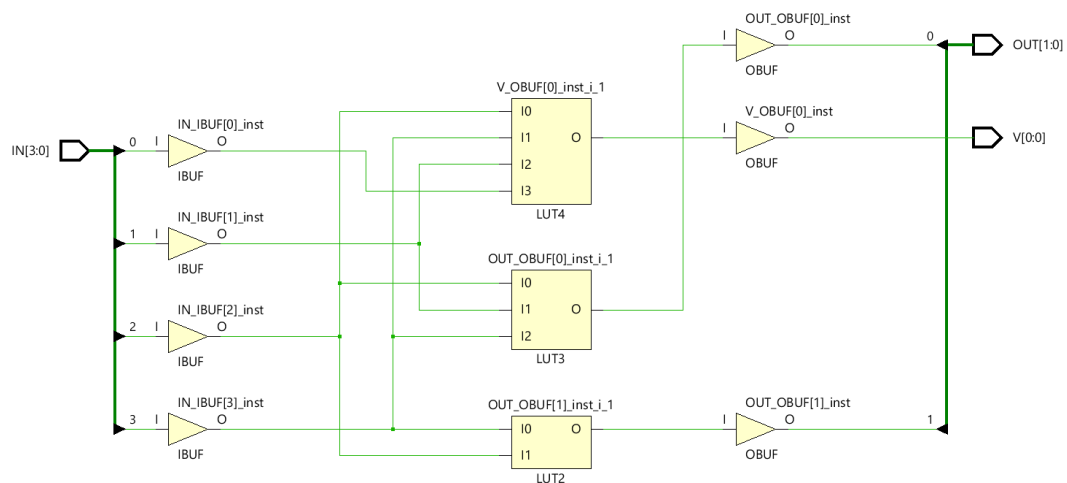 OUT_OBUF[0]_inst
I
O
OBUF
0
OUT[1:0]
V_OBUF[0]_inst_i_1
I0
I1
I2
I3
O
LUT4
V_OBUF[0]_inst
I
O
OBUF
V[0:0]
IN[3:0]
0
IN_IBUF[0]_inst
I
O
IBUF
1
IN_IBUF[1]_inst
I
O
IBUF
OUT_OBUF[0]_inst_i_1
I0
I1
I2
O
LUT3
2
IN_IBUF[2]_inst
I
O
IBUF
3
IN_IBUF[3]_inst
I
O
IBUF
OUT_OBUF[1]_inst_i_1
I0
I1
O
LUT2
OUT_OBUF[1]_inst
I
O
OBUF
1